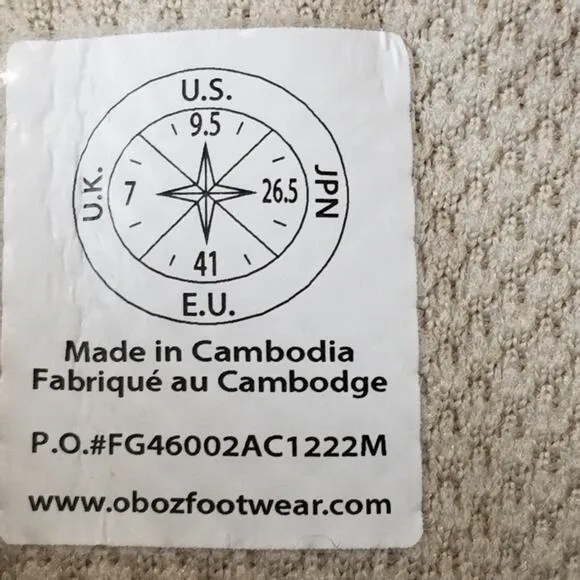 U.S.
9.5
U.K.
7
26.5
JPN
41
E.U.
Made in Cambodia
Fabriqué au Cambodge
P.O.#FG46002AC1222M
www.obozfootwear.com